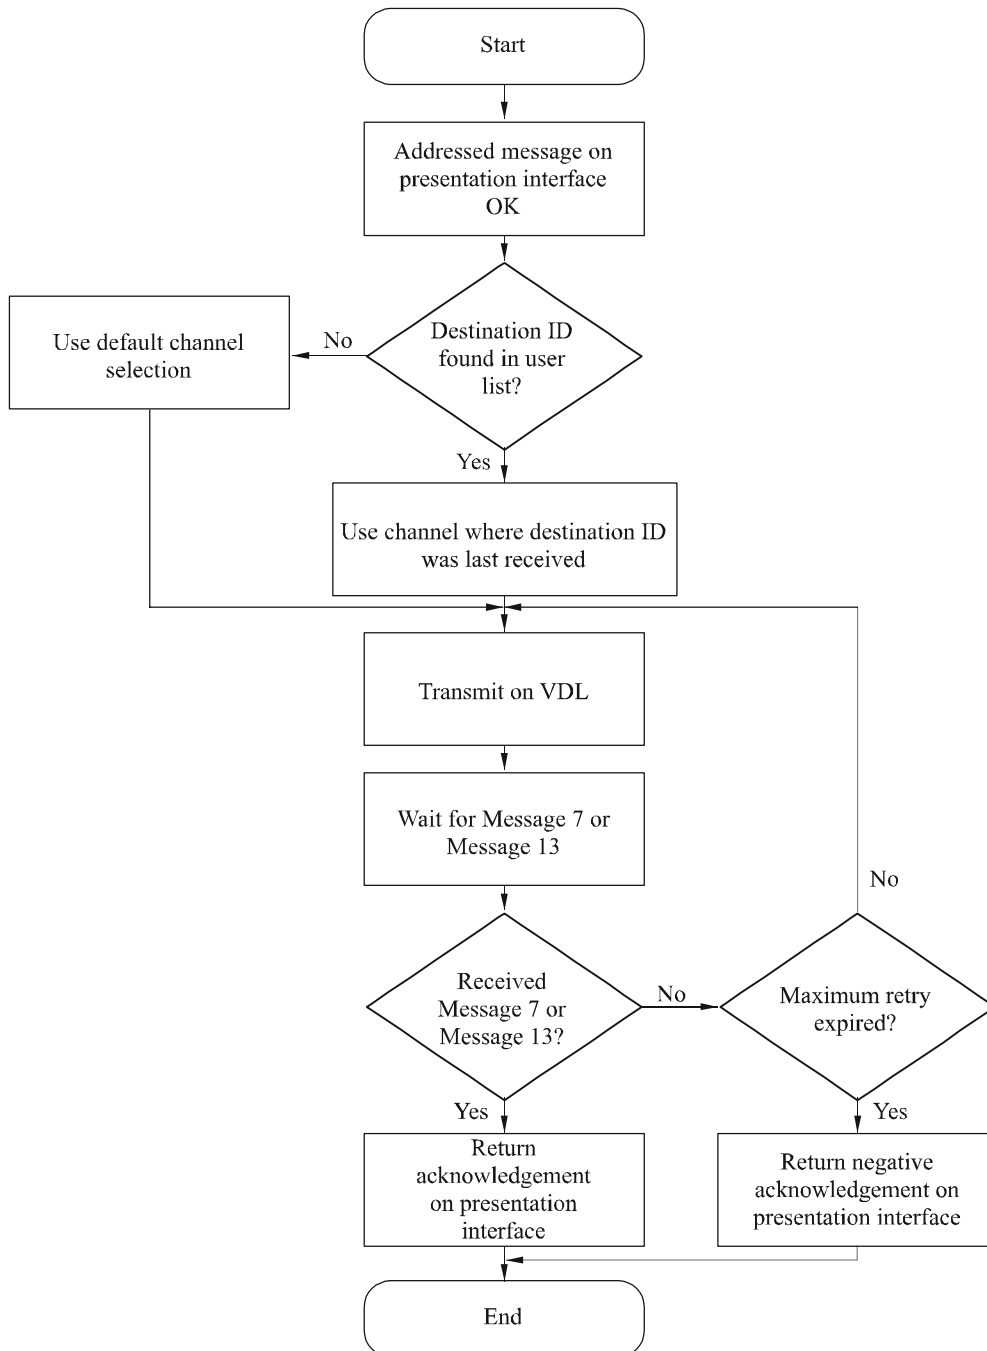 Start
Addressed message on
presentation interface
OK
Destination ID
found in user
list?
No
Use default channel
selection
Yes
Use channel where destination ID
was last received
Transmit on VDL
Wait for Message 7 or
Message 13
No
Received
Message 7 or
Message 13?
No
Maximum retry
expired?
Yes
Yes
Return
acknowledgement
on presentation
interface
Return negative
acknowledgement on
presentation interface
End